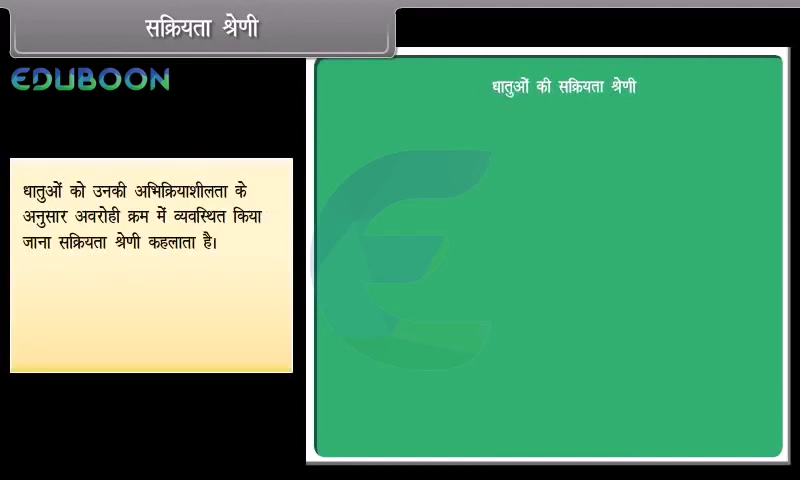 सक्रियता श्रेणी
EDUBOON
धातुओं की सक्रियता श्रेणी
धातुओं को उनकी अभिक्रियाशीलता के
अनुसार अवरोही क्रम में व्यवस्थित किया
जाना सक्रियता श्रेणी कहलाता है।